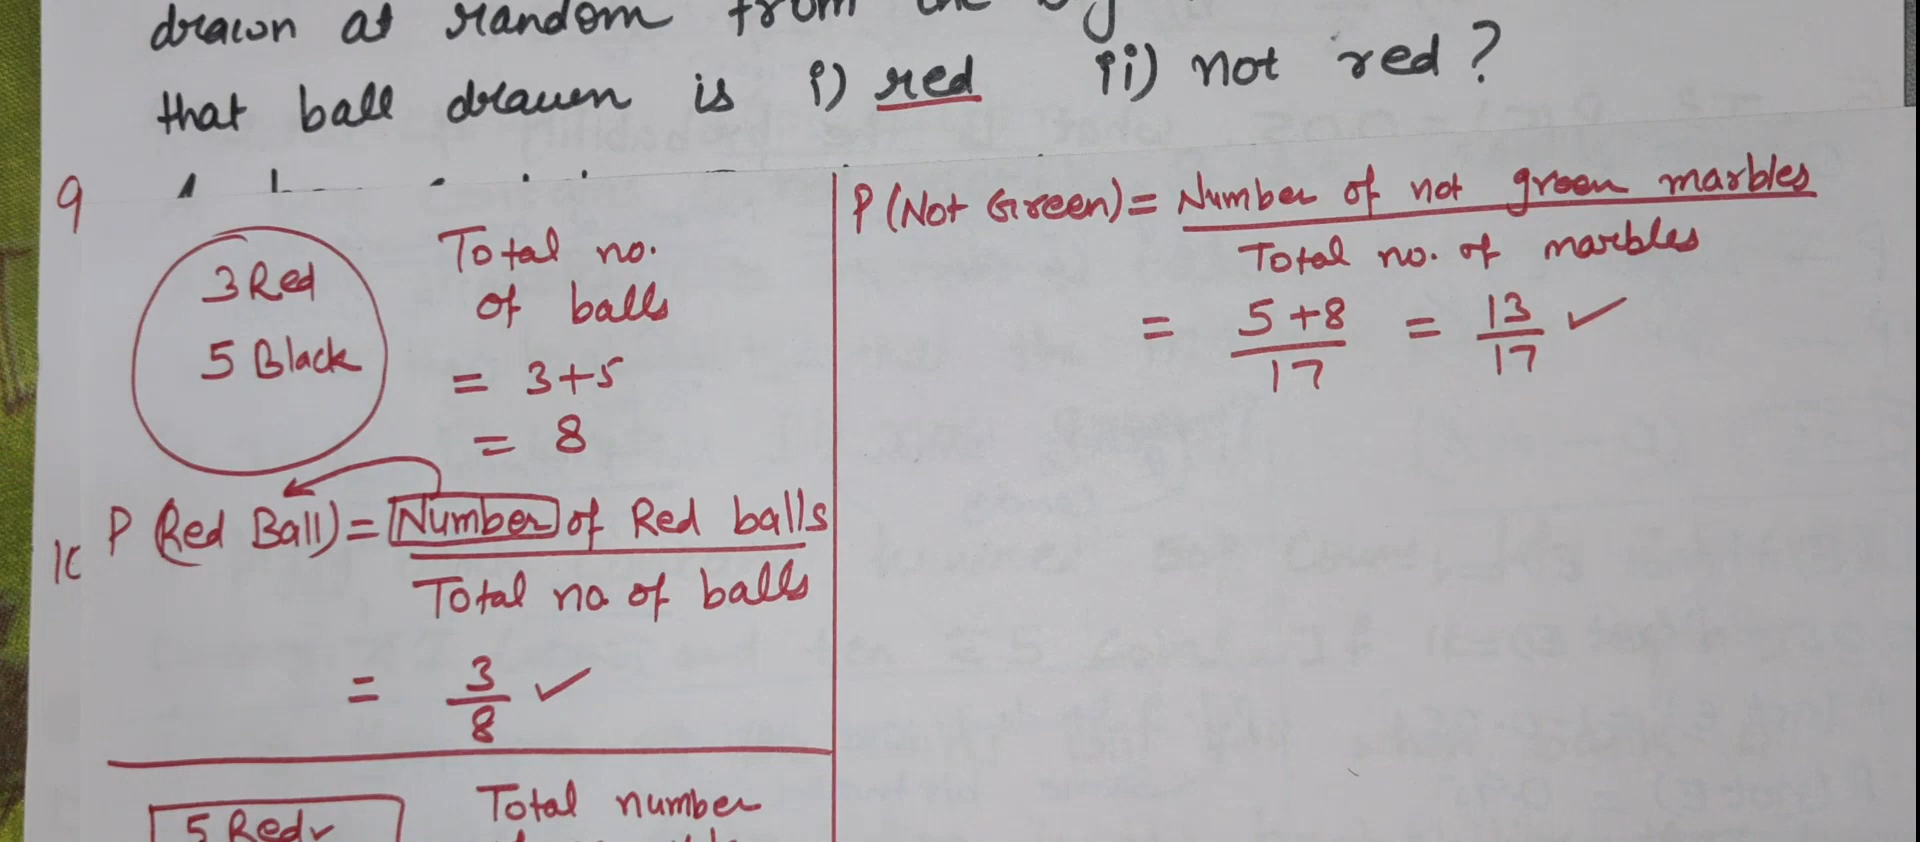 drawn at random from the
that ball drawn is i) red ii) not red ?
9
3 Red
5 Black
Total no.
of balls
= 3+5
= 8
P (Red Ball) = Number of Red balls
Total no of balls
= 3
8 ✓
5 Red
Total number
P (Not Green) = Number of not green marbles
Total no. of marbles
= 5+8 = 13 ✓
17 17